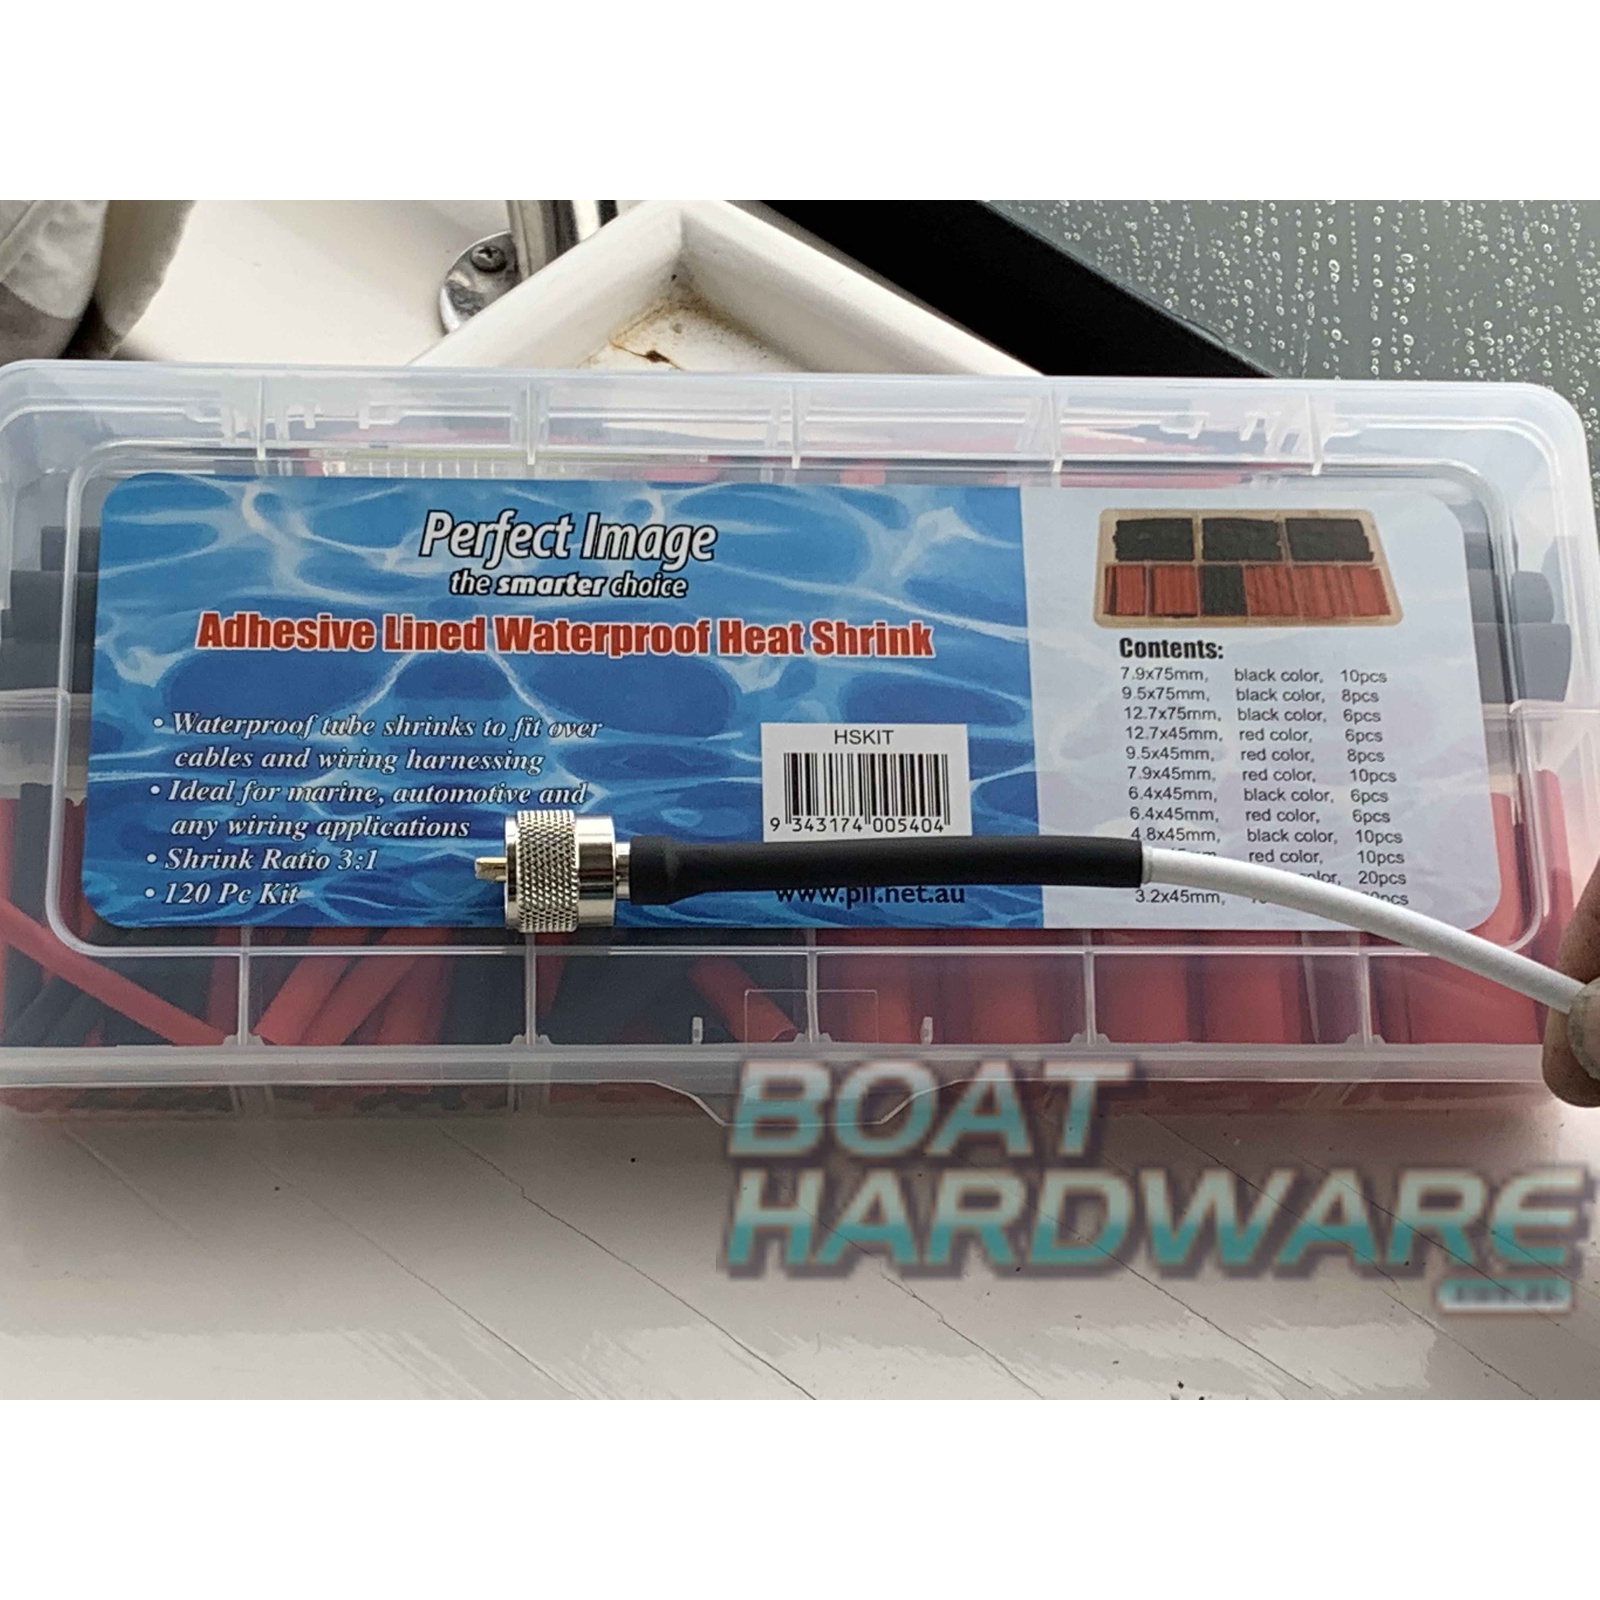 Perfect Image
the smarter choice
Adhesive Lined Waterproof Heat Shrink
• Waterproof tube shrinks to fit over
cables and wiring harnessing
• Ideal for marine, automotive and
any wiring applications
• Shrink Ratio 3:1
• 120 Pc Kit
HSKIT
9 343174 005404
www.pil.net.au
Contents:
7.9x75mm, black color, 10pcs
9.5x75mm, black color, 8pcs
12.7x75mm, black color, 6pcs
12.7x45mm, red color, 6pcs
9.5x45mm, red color, 8pcs
7.9x45mm, red color, 10pcs
6.4x45mm, black color, 6pcs
6.4x45mm, red color, 6pcs
4.8x45mm, black color, 10pcs
red color, 10pcs
20pcs
3.2x45mm,
BOAT
HARDWARE